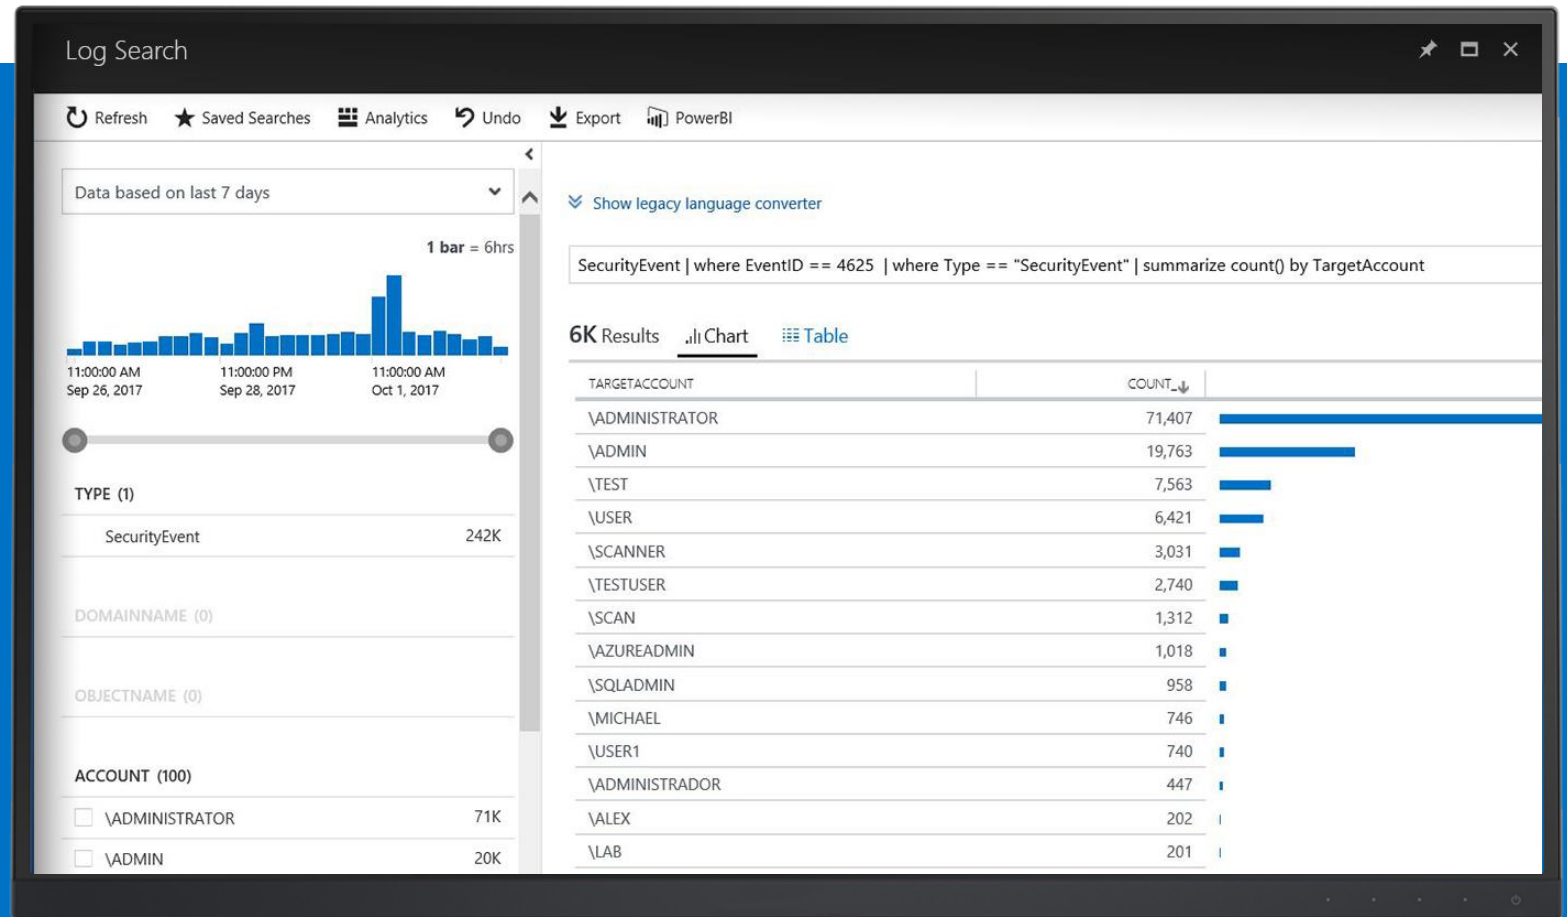 Log Search
Refresh Saved Searches Analytics Undo Export PowerBI
Data based on last 7 days
1 bar = 6hrs
11:00:00 AM 11:00:00 PM 11:00:00 AM
Sep 26, 2017 Sep 28, 2017 Oct 1, 2017
TYPE (1)
SecurityEvent 242K
DOMAINNAME (0)
OBJECTNAME (0)
ACCOUNT (100)
\ADMINISTRATOR 71K
\ADMIN 20K
Show legacy language converter
SecurityEvent | where EventID == 4625 | where Type == "SecurityEvent" | summarize count() by TargetAccount
6K Results Chart Table
TARGETACCOUNT COUNT_
\ADMINISTRATOR 71,407
\ADMIN 19,763
\TEST 7,563
\USER 6,421
\SCANNER 3,031
\TESTUSER 2,740
\SCAN 1,312
\AZUREADMIN 1,018
\SQLADMIN 958
\MICHAEL 746
\USER1 740
\ADMINISTRADOR 447
\ALEX 202
\LAB 201